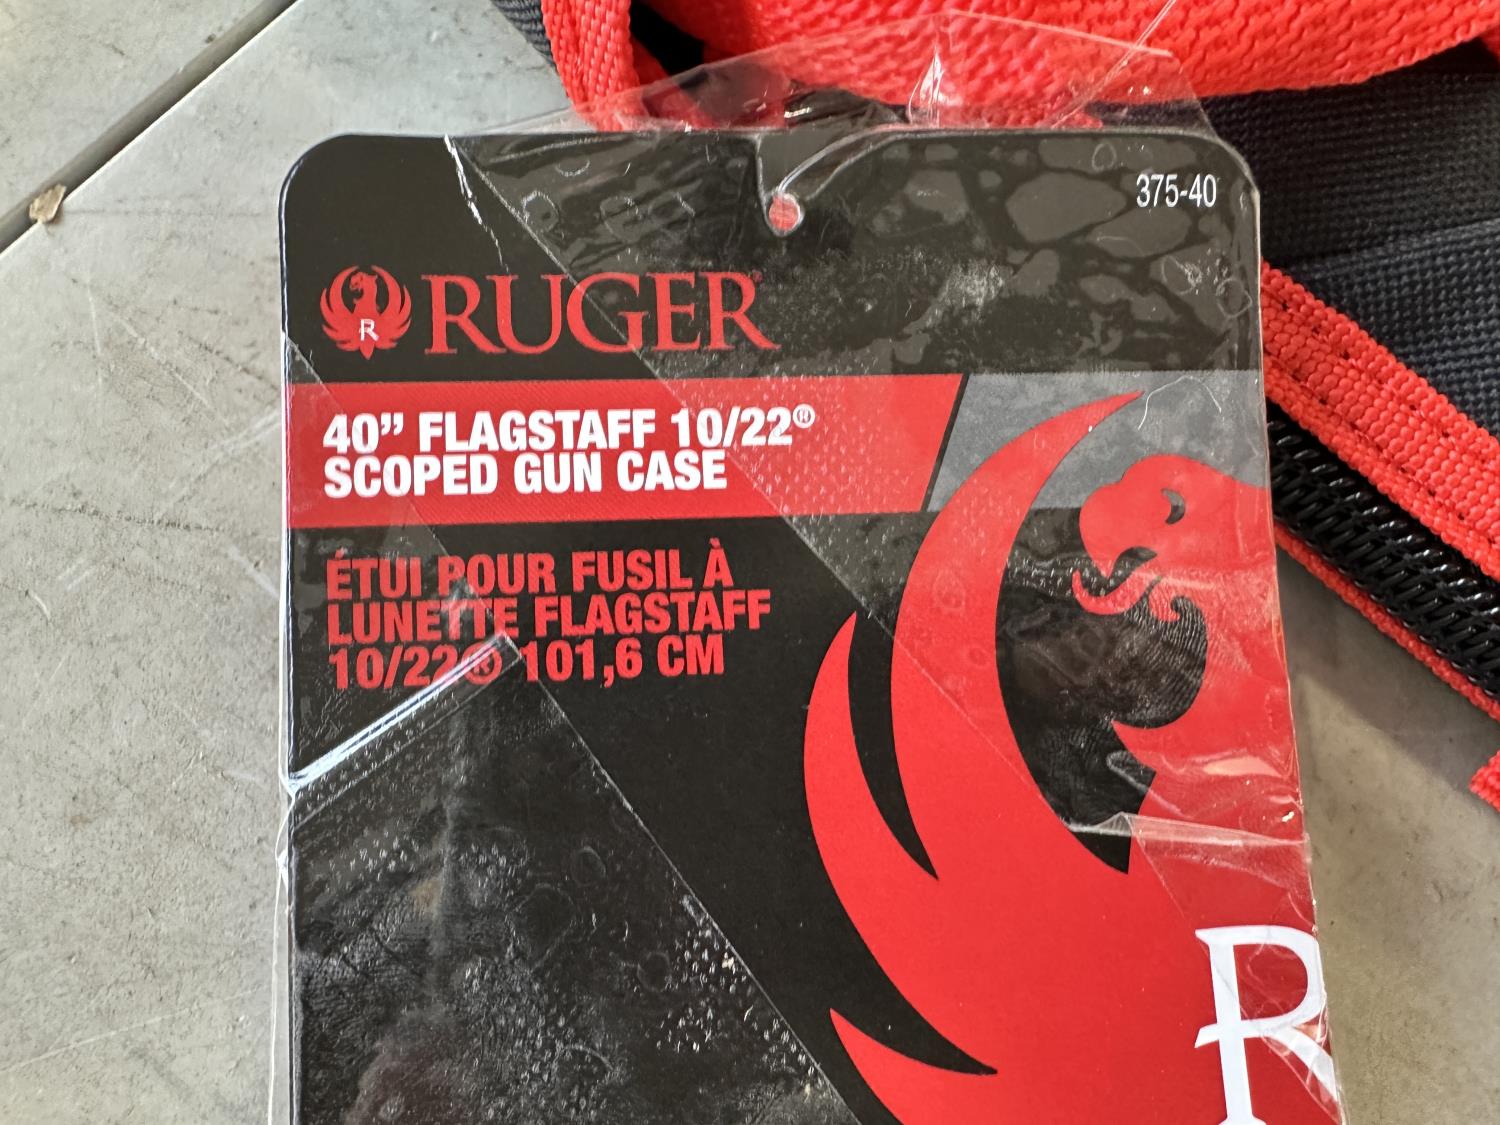 375-40
R
RUGER®
40” FLAGSTAFF 10/22®
SCOPED GUN CASE
ÉTUI POUR FUSIL À
LUNETTE FLAGSTAFF
10/22® 101,6 CM
R